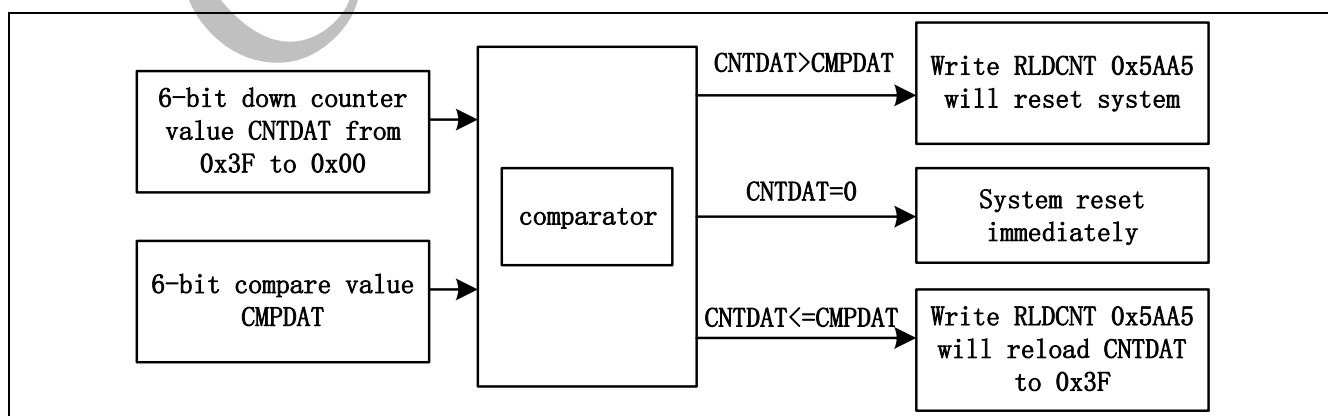 6-bit down counter
value CNTDAT from
0x3F to 0x00
6-bit compare value
CMPDAT
comparator
CNTDAT>CMPDAT
Write RLDCNT 0x5AA5
will reset system
CNTDAT=0
System reset
immediately
CNTDAT<=CMPDAT
Write RLDCNT 0x5AA5
will reload CNTDAT
to 0x3F